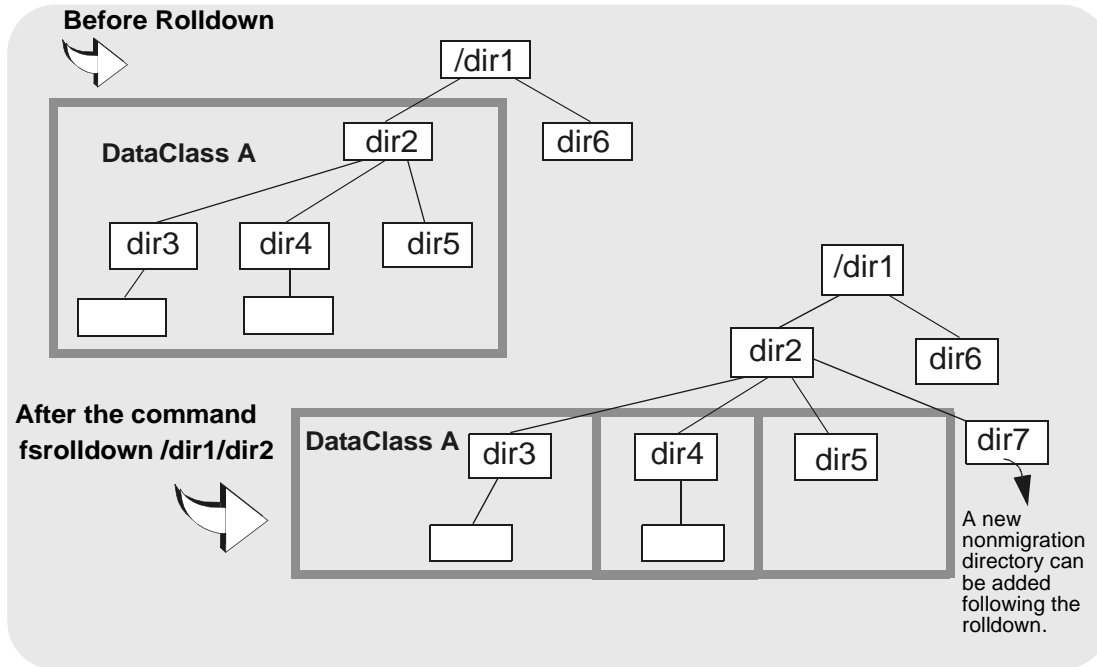 Before Rolldown
/dir1
dir2
dir6
DataClass A
dir3
dir4
dir5
/dir1
dir2
dir6
After the command
fsrolldown /dir1/dir2
DataClass A
dir3
dir4
dir5
dir7
A new
nonmigration
directory can
be added
following the
rolldown.